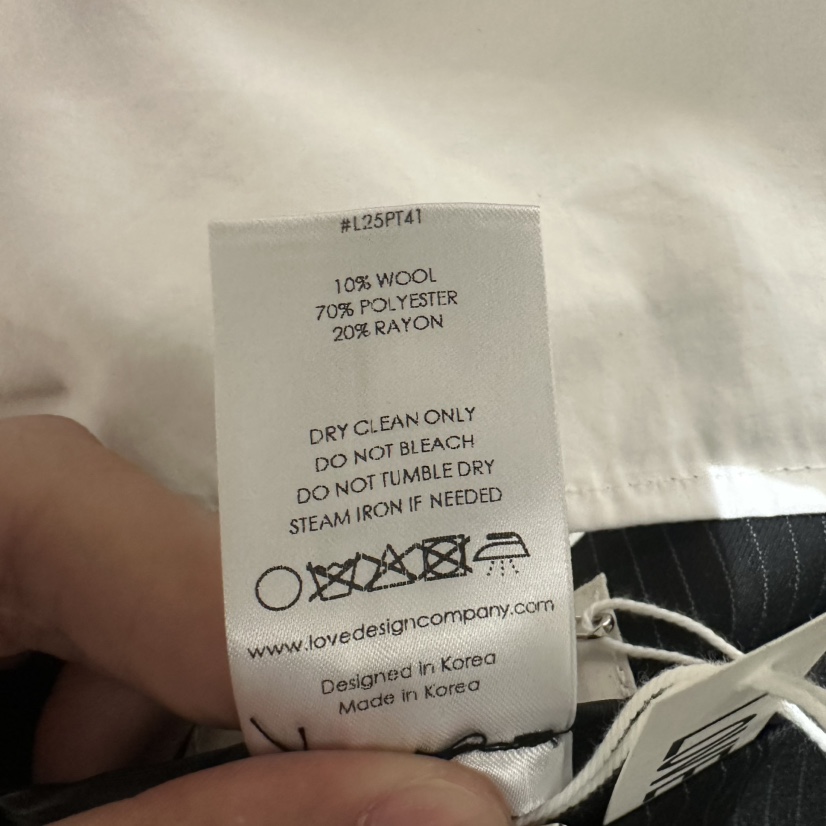 #L25PT41
10% WOOL
70% POLYESTER
20% RAYON
DRY CLEAN ONLY
DO NOT BLEACH
DO NOT TUMBLE DRY
STEAM IRON IF NEEDED
www.lovedesigncompany.com
Designed in Korea
Made in Korea